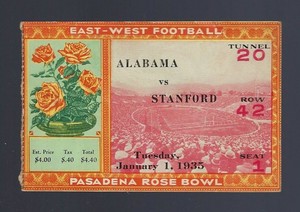 EAST-WEST FOOTBALL
TUNNEL
20
ALABAMA
vs
STANFORD
ROW
42
Est. Price Tax Total
$4.00 $.40 $4.40
Tuesday,
January 1, 1935
SEAT
1
PASADENA ROSE BOWL